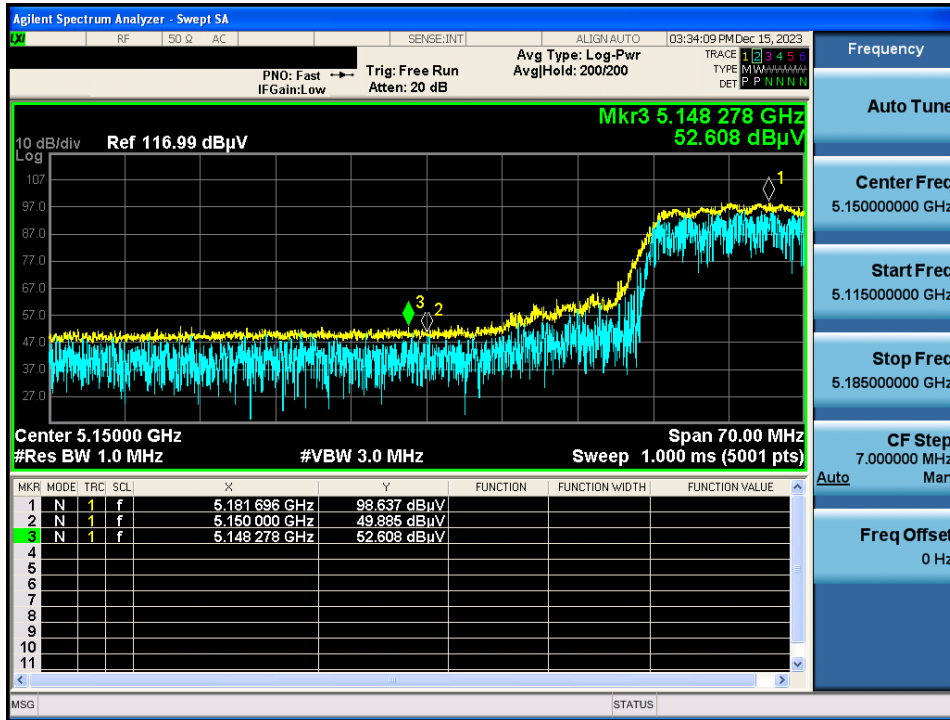 Agilent Spectrum Analyzer - Swept SA
LXI RF 50 Ω AC SENSE:INT ALIGN AUTO 03:34:09 PM Dec 15, 2023
PNO: Fast
IFGain:Low
Trig: Free Run
Atten: 20 dB
Avg Type: Log-Pwr
Avg|Hold: 200/200
TRACE 1 2 3 4 5 6
TYPE M W W W W W
DET P P N N N N
Mkr3 5.148 278 GHz
52.608 dBµV
10 dB/div Ref 116.99 dBµV
Log
107
97.0
87.0
77.0
67.0
57.0
47.0
37.0
27.0
1
3
2
Center 5.15000 GHz Span 70.00 MHz
#Res BW 1.0 MHz #VBW 3.0 MHz Sweep 1.000 ms (5001 pts)
MKR MODE TRC SCL X Y FUNCTION FUNCTION WIDTH FUNCTION VALUE
1 N 1 f 5.181 696 GHz 98.637 dBµV
2 N 1 f 5.150 000 GHz 49.885 dBµV
3 N 1 f 5.148 278 GHz 52.608 dBµV
4
5
6
7
8
9
10
11
MSG STATUS
Frequency
Auto Tune
Center Freq
5.150000000 GHz
Start Freq
5.115000000 GHz
Stop Freq
5.185000000 GHz
CF Step
7.000000 MHz
Auto Man
Freq Offset
0 Hz